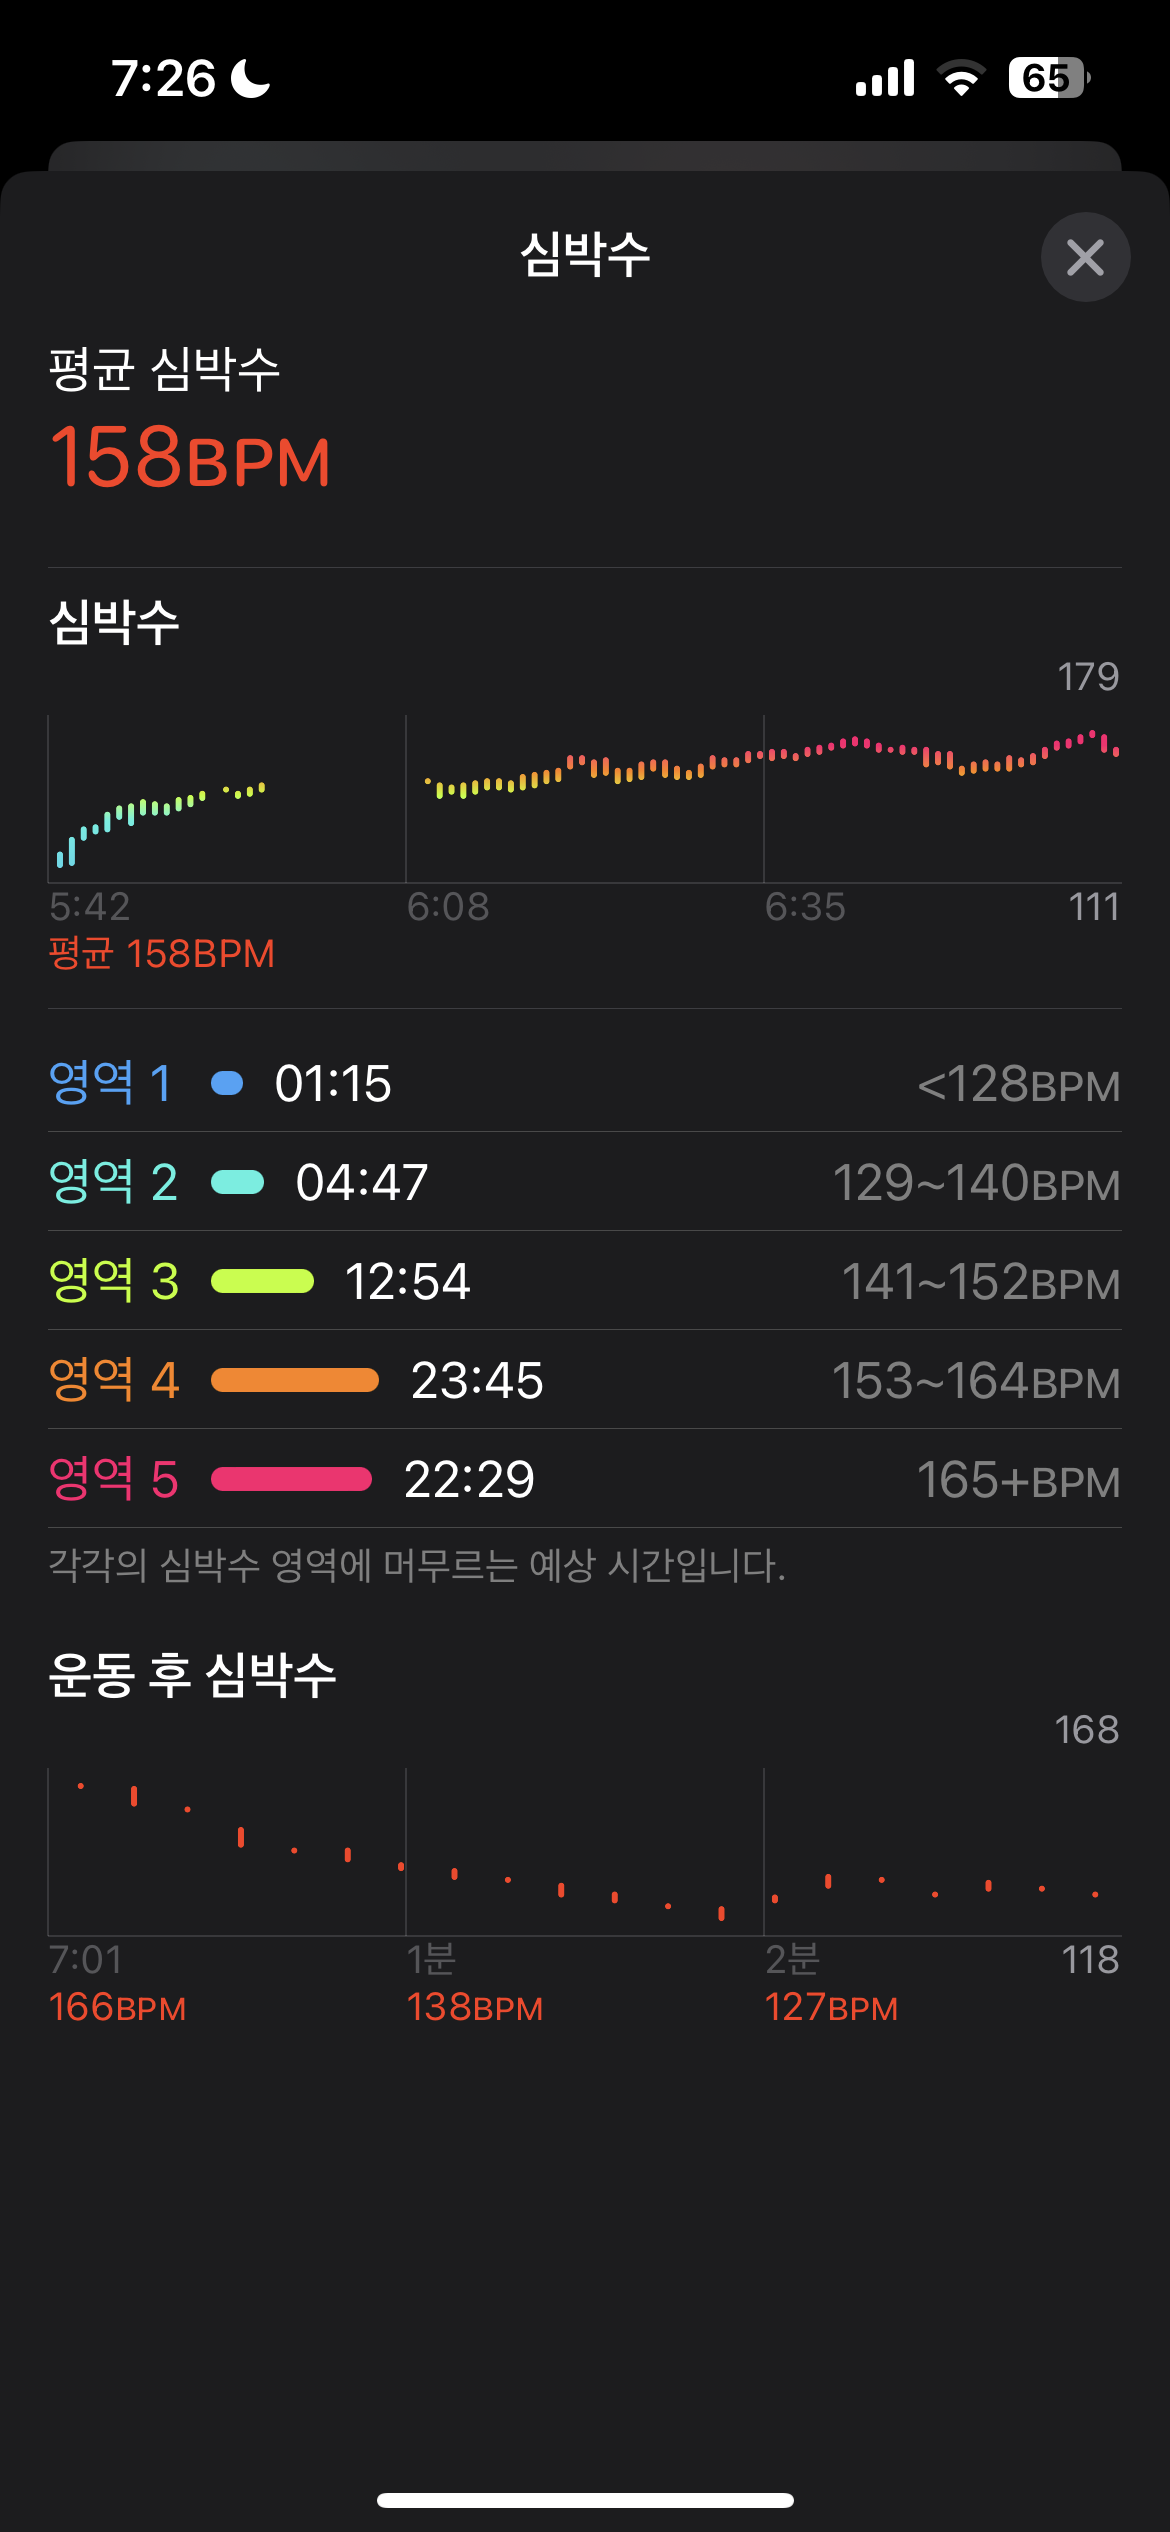 7:26
65
심박수
평균 심박수
158BPM
심박수
179
5:42 6:08 6:35 111
평균 158BPM
영역 1 01:15 <128BPM
영역 2 04:47 129~140BPM
영역 3 12:54 141~152BPM
영역 4 23:45 153~164BPM
영역 5 22:29 165+BPM
각각의 심박수 영역에 머무르는 예상 시간입니다.
운동 후 심박수
168
7:01 1분 2분 118
166BPM 138BPM 127BPM